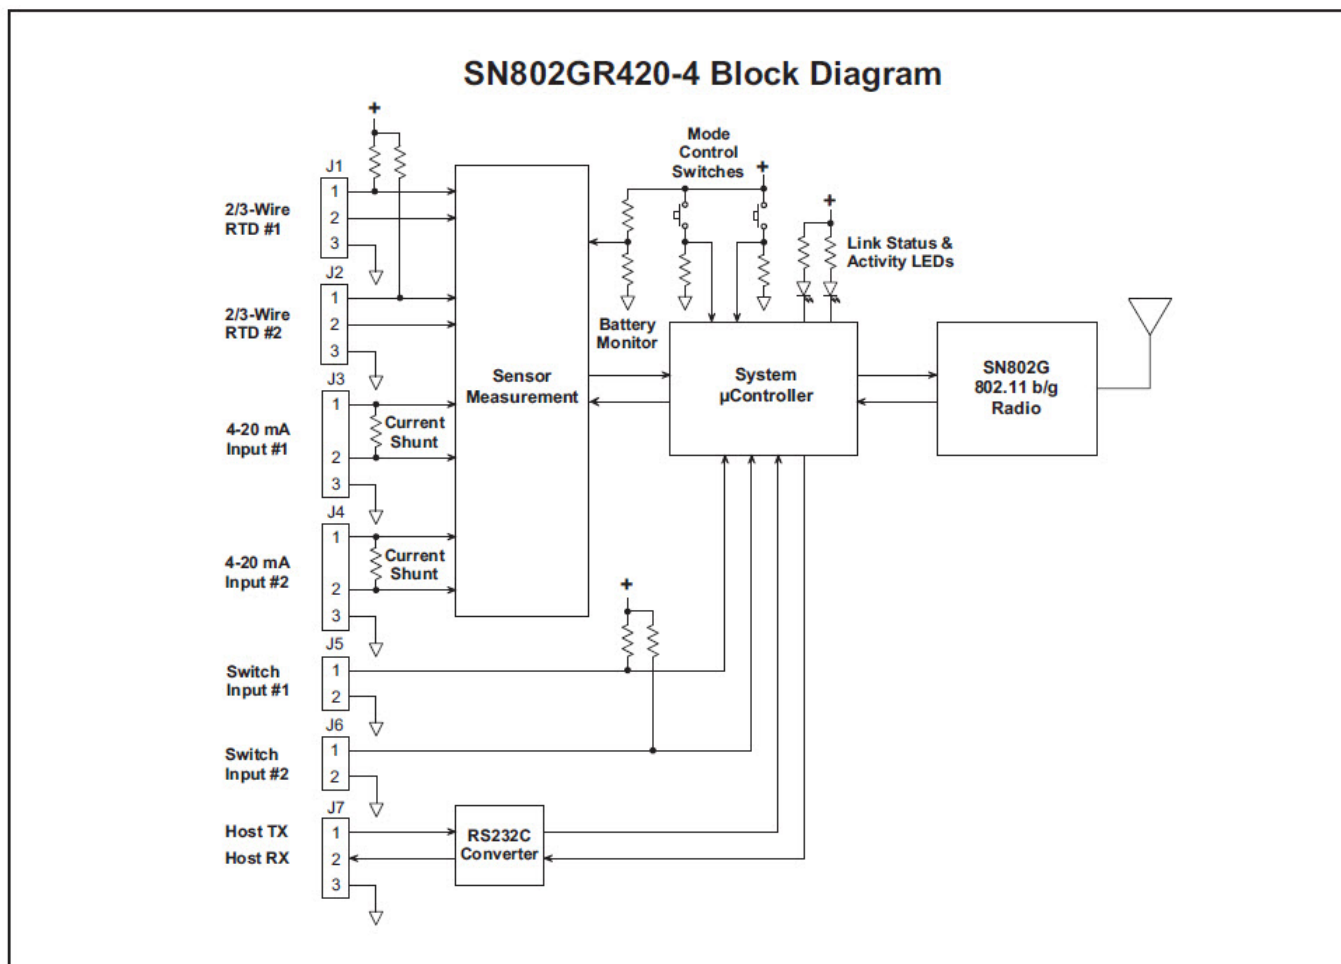 SN802GR420-4 Block Diagram
+
J1
1
2
3
2/3-Wire
RTD #1
J2
1
2
3
2/3-Wire
RTD #2
J3
1
2
3
4-20 mA
Input #1
Current
Shunt
J4
1
2
3
4-20 mA
Input #2
Current
Shunt
J5
1
2
Switch
Input #1
J6
1
2
Switch
Input #2
J7
1
2
3
Host TX
Host RX
Sensor
Measurement
Mode
Control
Switches
+
+
Link Status &
Activity LEDs
Battery
Monitor
System
µController
SN802G
802.11 b/g
Radio
+
RS232C
Converter